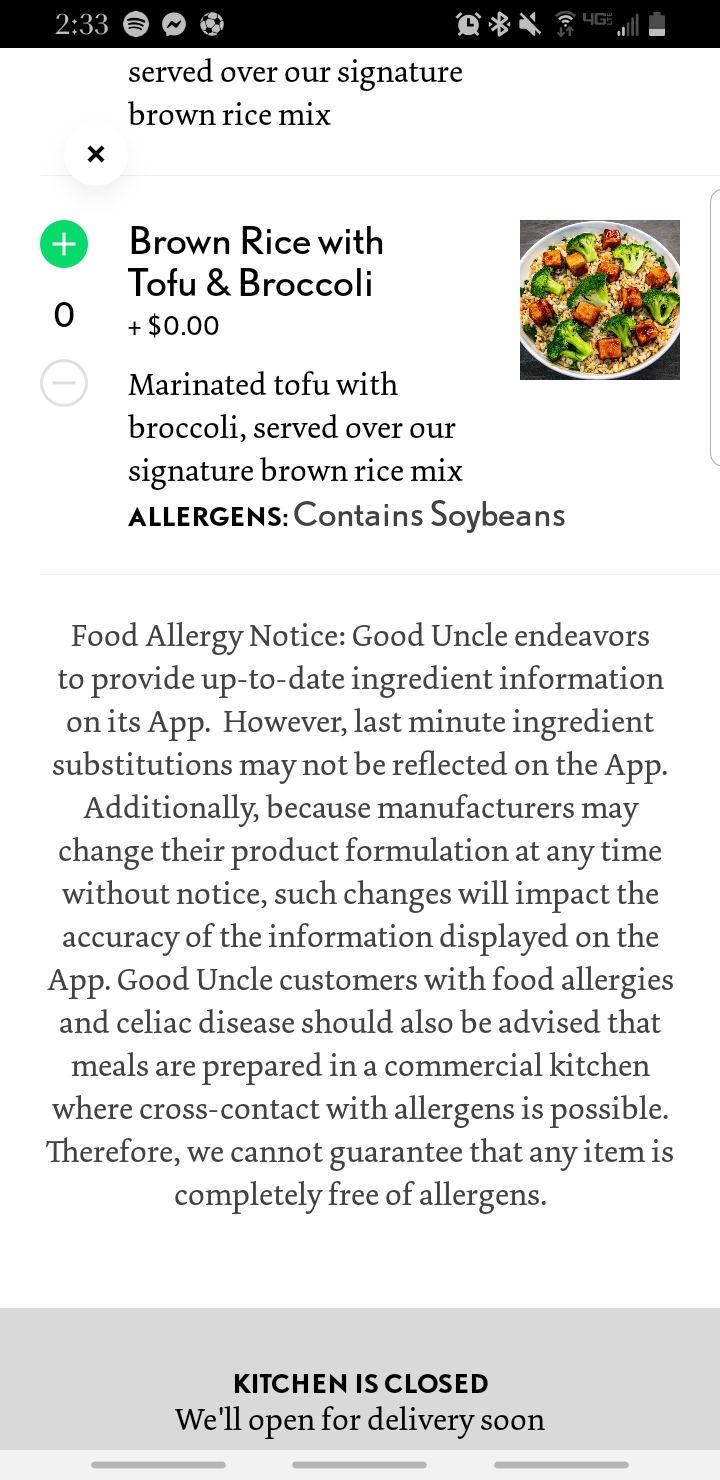 2:33
4G
served over our signature
brown rice mix
Brown Rice with
Tofu & Broccoli
0
+ $0.00
Marinated tofu with
broccoli, served over our
signature brown rice mix
ALLERGENS: Contains Soybeans
Food Allergy Notice: Good Uncle endeavors
to provide up-to-date ingredient information
on its App.  However, last minute ingredient
substitutions may not be reflected on the App.
Additionally, because manufacturers may
change their product formulation at any time
without notice, such changes will impact the
accuracy of the information displayed on the
App. Good Uncle customers with food allergies
and celiac disease should also be advised that
meals are prepared in a commercial kitchen
where cross-contact with allergens is possible.
Therefore, we cannot guarantee that any item is
completely free of allergens.
KITCHEN IS CLOSED
We'll open for delivery soon